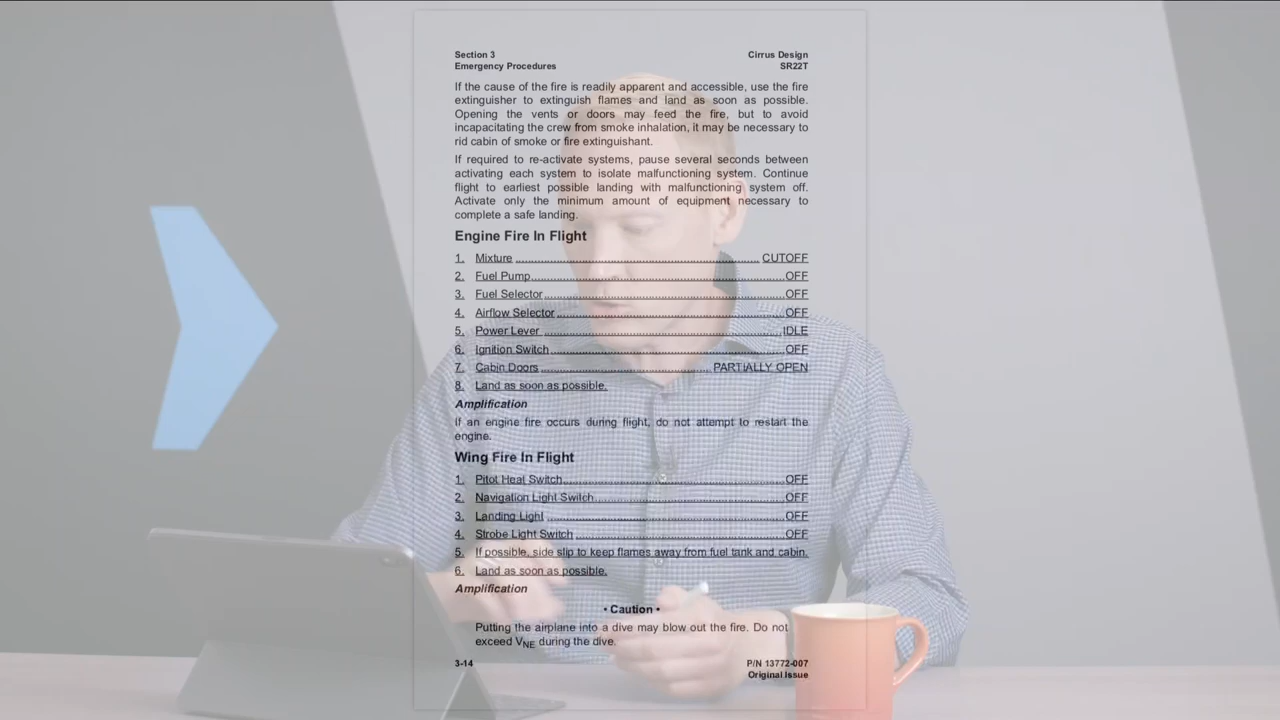 Section 3
Cirrus Design
Emergency Procedures
SR22T
If the cause of the fire is readily apparent and accessible, use the fire
extinguisher to extinguish flames and land as soon as possible.
Opening the vents or doors may feed the fire, but to avoid
incapacitating the crew from smoke inhalation, it may be necessary to
rid cabin of smoke or fire extinguishant.
If required to re-activate systems, pause several seconds between
activating each system to isolate malfunctioning system. Continue
flight to earliest possible landing with malfunctioning system off.
Activate only the minimum amount of equipment necessary to
complete a safe landing.
Engine Fire In Flight
1. Mixture ........ CUTOFF
2. Fuel Pump ........ OFF
3. Fuel Selector ........ OFF
4. Airflow Selector ........ OFF
5. Power Lever ........ IDLE
6. Ignition Switch ........ OFF
7. Cabin Doors ........ PARTIALLY OPEN
8. Land as soon as possible.
Amplification
If an engine fire occurs during flight, do not attempt to restart the
engine.
Wing Fire In Flight
1. Pitot Heat Switch ........ OFF
2. Navigation Light Switch ........ OFF
3. Landing Light ........ OFF
4. Strobe Light Switch ........ OFF
5. If possible, side slip to keep flames away from fuel tank and cabin.
6. Land as soon as possible.
Amplification
• Caution •
Putting the airplane into a dive may blow out the fire. Do not
exceed VNE during the dive.
3-14
P/N 13772-007
Original Issue